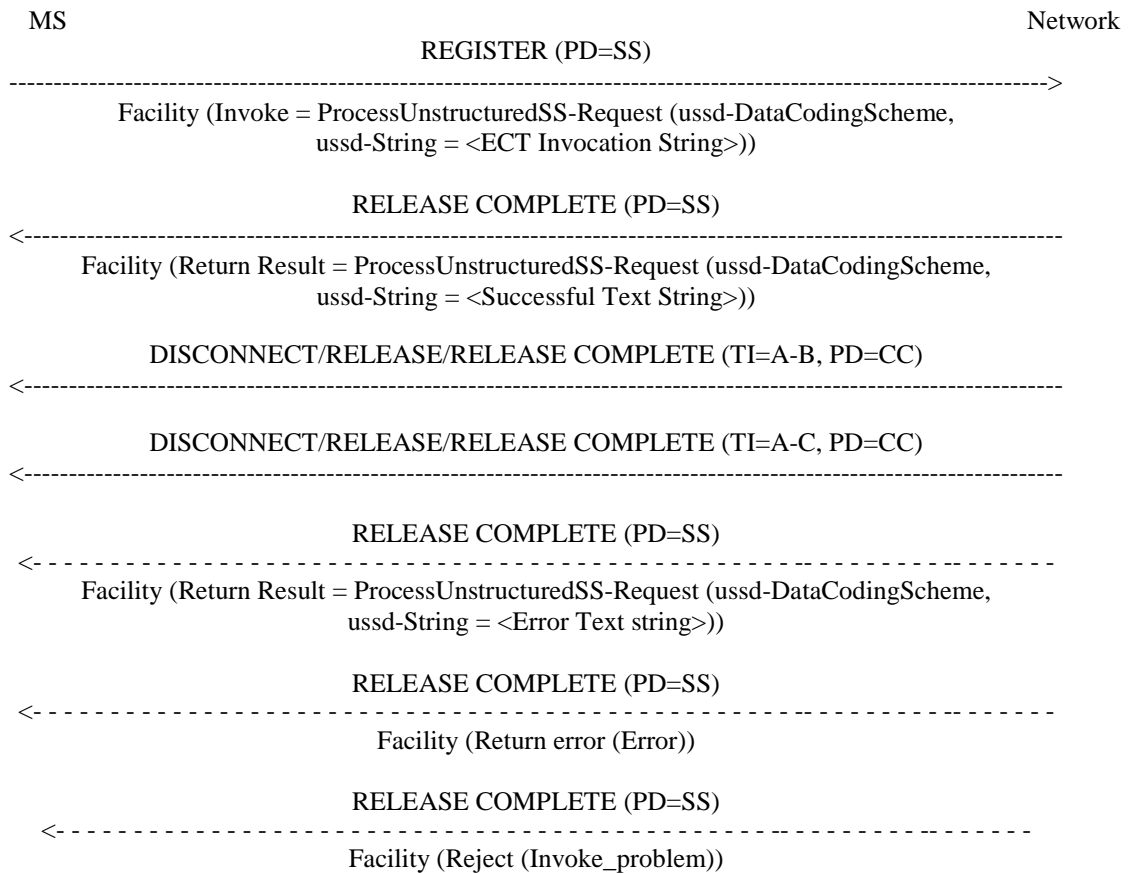 MS Network
REGISTER (PD=SS)
Facility (Invoke = ProcessUnstructuredSS-Request (ussd-DataCodingScheme,
ussd-String = <ECT Invocation String>))
RELEASE COMPLETE (PD=SS)
Facility (Return Result = ProcessUnstructuredSS-Request (ussd-DataCodingScheme,
ussd-String = <Successful Text String>))
DISCONNECT/RELEASE/RELEASE COMPLETE (TI=A-B, PD=CC)
DISCONNECT/RELEASE/RELEASE COMPLETE (TI=A-C, PD=CC)
RELEASE COMPLETE (PD=SS)
Facility (Return Result = ProcessUnstructuredSS-Request (ussd-DataCodingScheme,
ussd-String = <Error Text string>))
RELEASE COMPLETE (PD=SS)
Facility (Return error (Error))
RELEASE COMPLETE (PD=SS)
Facility (Reject (Invoke_problem))